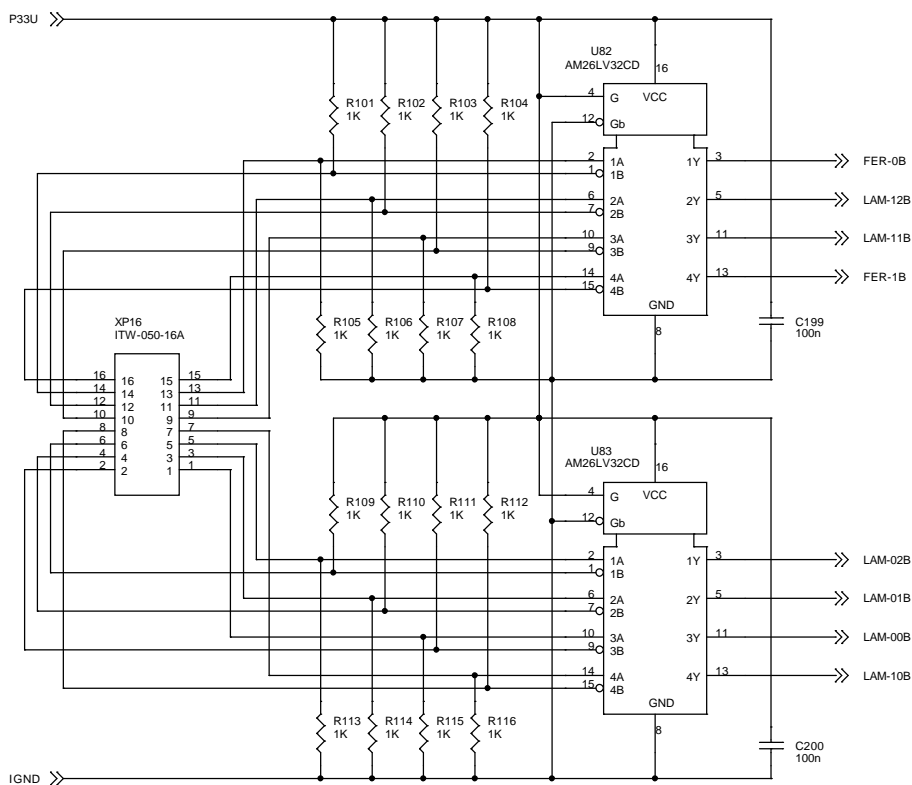 P33U
U82
AM26LV32CD
16
4 G VCC
12 Gb
R101 1K
R102 1K
R103 1K
R104 1K
2 1A 1Y 3 FER-0B
1 1B
6 2A 2Y 5 LAM-12B
7 2B
10 3A 3Y 11 LAM-11B
9 3B
14 4A 4Y 13 FER-1B
15 4B
GND
8
C199
100n
R105 1K
R106 1K
R107 1K
R108 1K
XP16
ITW-050-16A
16 16 15 15
14 14 13 13
12 12 11 11
10 10 9 9
8 8 7 7
6 6 5 5
4 4 3 3
2 2 1 1
U83
AM26LV32CD
16
4 G VCC
12 Gb
R109 1K
R110 1K
R111 1K
R112 1K
2 1A 1Y 3 LAM-02B
1 1B
6 2A 2Y 5 LAM-01B
7 2B
10 3A 3Y 11 LAM-00B
9 3B
14 4A 4Y 13 LAM-10B
15 4B
GND
8
R113 1K
R114 1K
R115 1K
R116 1K
C200
100n
IGND